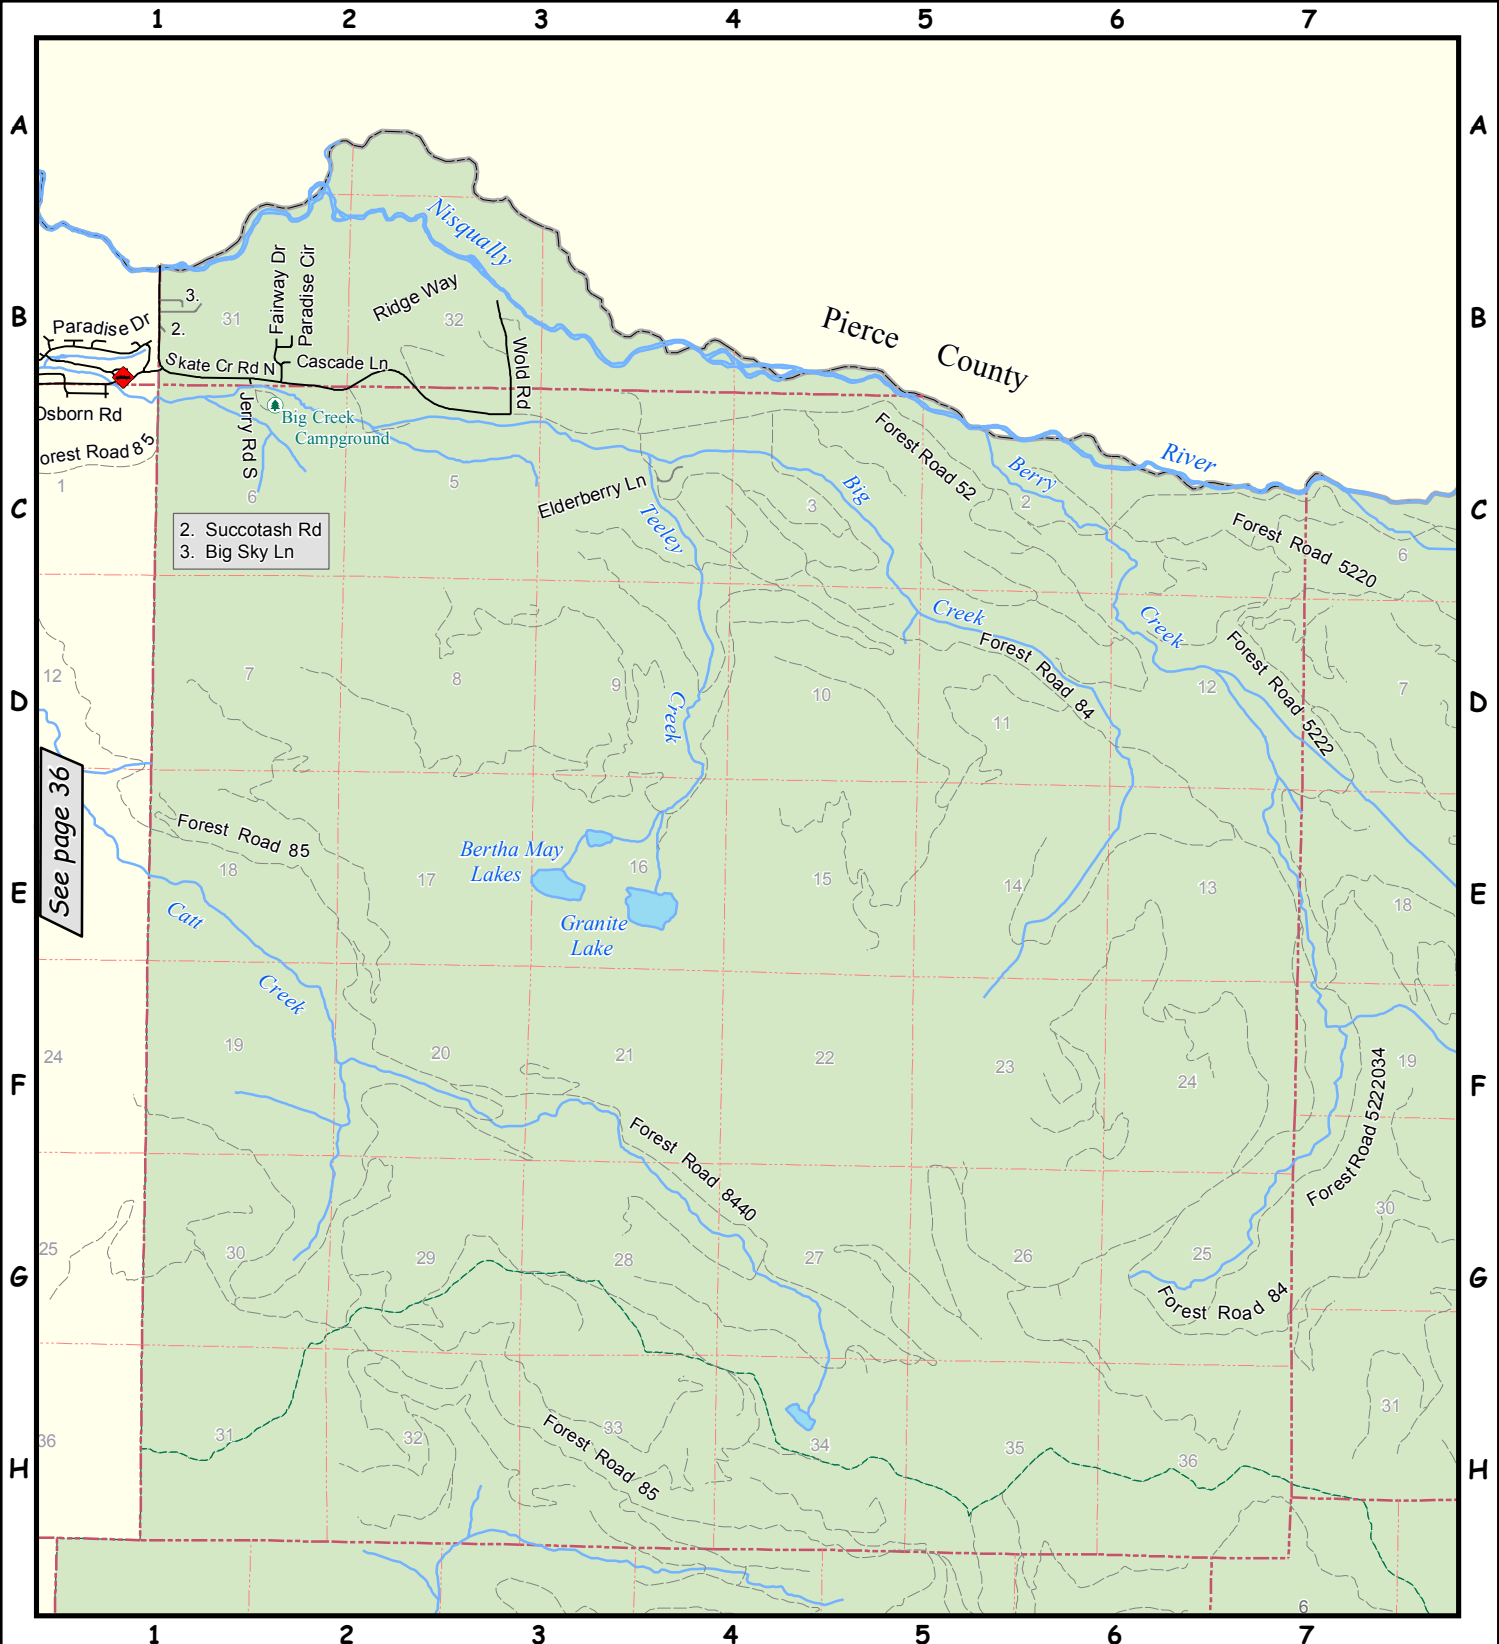 1 2 3 4 5 6 7
A A
Nisqually
Fairway Dr
Paradise Cir
Ridge Way
3.
31
32
B B
Paradise Dr
2.
Pierce County
Skate Cr Rd N
Cascade Ln
Wold Rd
Osborn Rd
Jerry Rd S
Big Creek
Campground
orest Road 85
Forest Road 52
Berry
River
1
6
5
Elderberry Ln
Big
3
2
C C
Teeley
2. Succotash Rd
3. Big Sky Ln
Forest Road 5220
6
Creek
Creek
Forest Road 84
Forest Road 5222
12
7
8
9
10
11
12
7
D D
Creek
See page 36
Forest Road 85
Bertha May
Lakes
16
18
17
15
14
13
18
E E
Catt
Granite
Lake
Creek
24
19
20
21
22
23
24
19
F F
Forest Road 5222034
Forest Road 8440
25
30
29
28
27
26
25
30
G G
Forest Road 84
36
31
32
33
34
35
36
31
H H
Forest Road 85
6
1 2 3 4 5 6 7